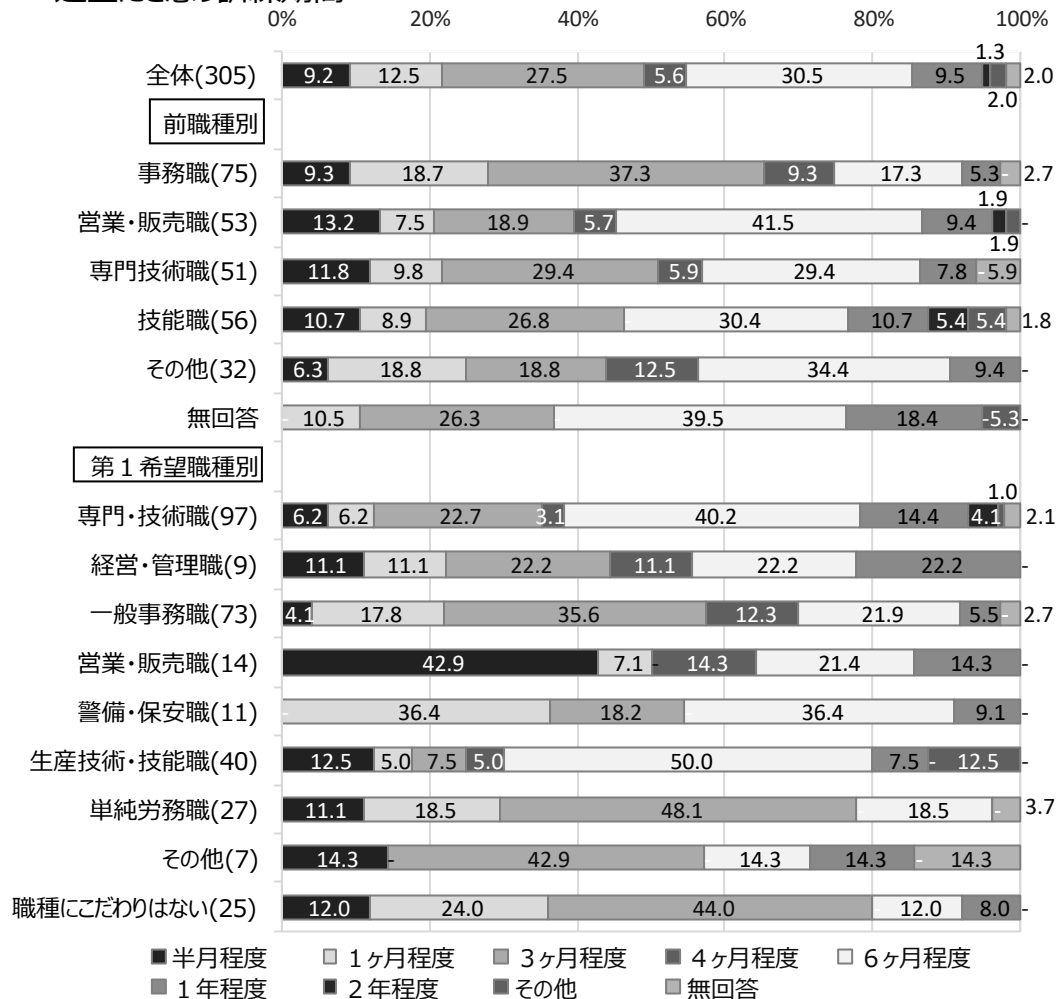 0% 20% 40% 60% 80% 100%
1.3
全体(305) 9.2 12.5 27.5 5.6 30.5 9.5 2.0
2.0
前職種別
事務職(75) 9.3 18.7 37.3 9.3 17.3 5.3 - 2.7
1.9
営業・販売職(53) 13.2 7.5 18.9 5.7 41.5 9.4 -
1.9
専門技術職(51) 11.8 9.8 29.4 5.9 29.4 7.8 - 5.9
技能職(56) 10.7 8.9 26.8 - 30.4 10.7 5.4 5.4 1.8
その他(32) 6.3 18.8 18.8 12.5 34.4 9.4 -
無回答 - 10.5 26.3 - 39.5 18.4 - 5.3 -
第1希望職種別
1.0
専門・技術職(97) 6.2 6.2 22.7 3.1 40.2 14.4 4.1 2.1
経営・管理職(9) 11.1 11.1 22.2 11.1 22.2 22.2 -
一般事務職(73) 4.1 17.8 35.6 12.3 21.9 5.5 - 2.7
営業・販売職(14) 42.9 7.1 - 14.3 21.4 14.3 -
警備・保安職(11) - 36.4 18.2 - 36.4 9.1 -
生産技術・技能職(40) 12.5 5.0 7.5 5.0 50.0 7.5 - 12.5 -
単純労務職(27) 11.1 18.5 48.1 - 18.5 - 3.7
その他(7) 14.3 - 42.9 - 14.3 14.3 - 14.3
職種にこだわりはない(25) 12.0 24.0 44.0 - 12.0 8.0 -
半月程度 1ヶ月程度 3ヶ月程度 4ヶ月程度 6ヶ月程度
1年程度 2年程度 その他 無回答